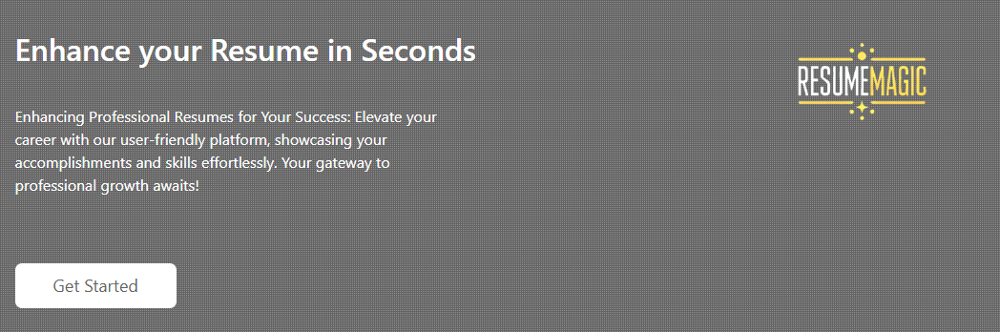 Enhance your Resume in Seconds
RESUMEMAGIC
Enhancing Professional Resumes for Your Success: Elevate your
career with our user-friendly platform, showcasing your
accomplishments and skills effortlessly. Your gateway to
professional growth awaits!
Get Started